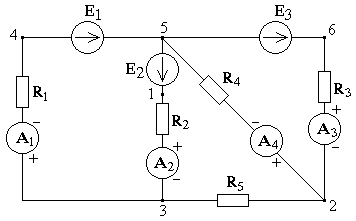 E1 E3
4 5 6
E2 R4
R1 1 R3
R2
A1 − + A2 + − A4 − + A3 + −
R5
3 2